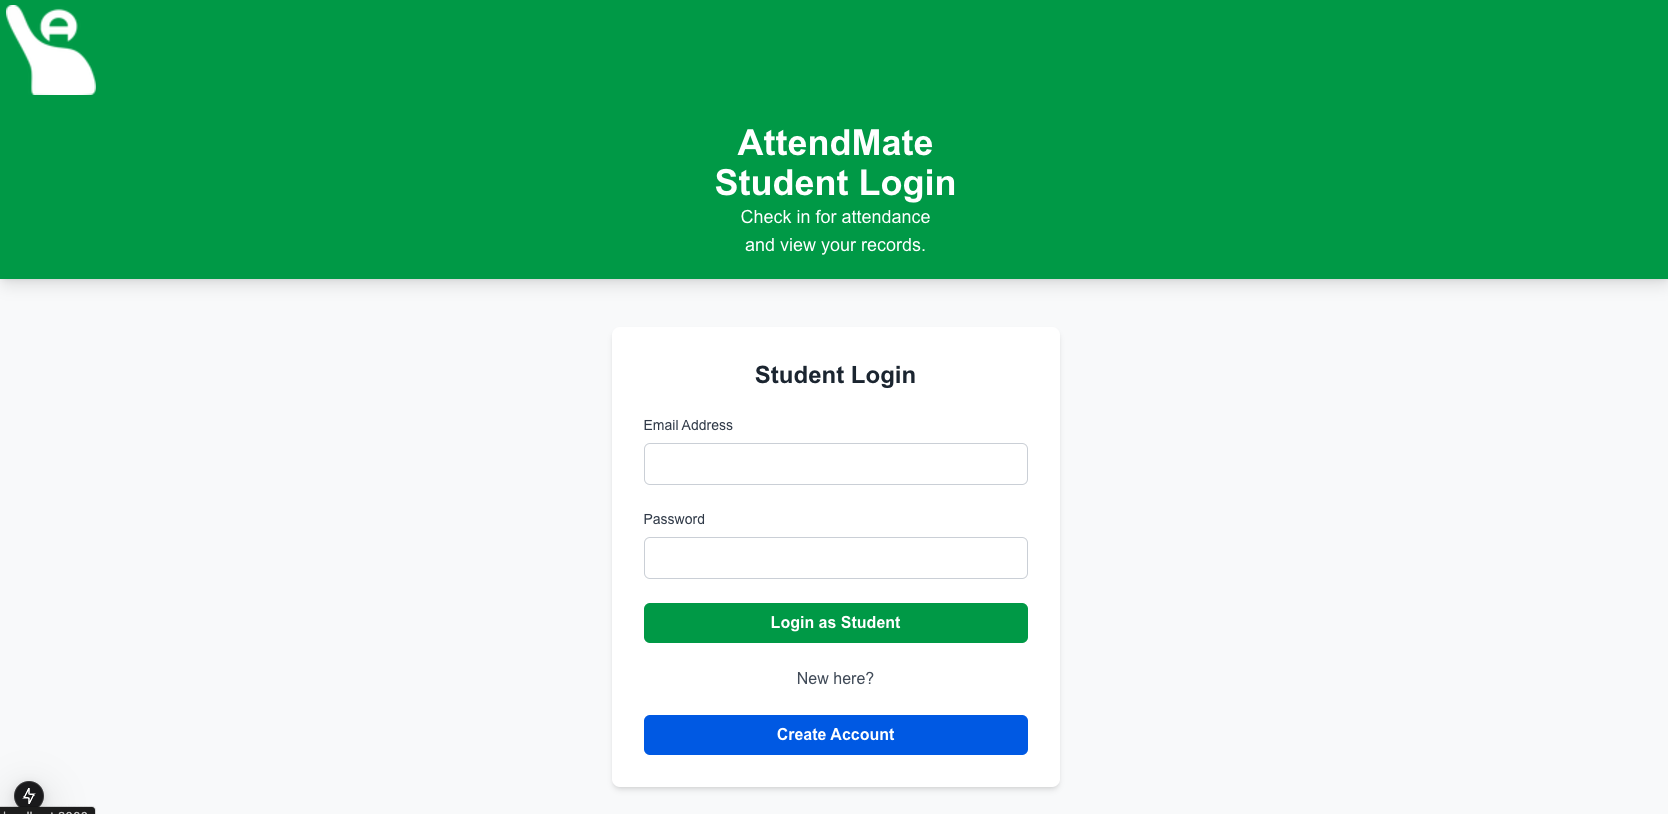 AttendMate
Student Login
Check in for attendance
and view your records.
Student Login
Email Address
Password
Login as Student
New here?
Create Account